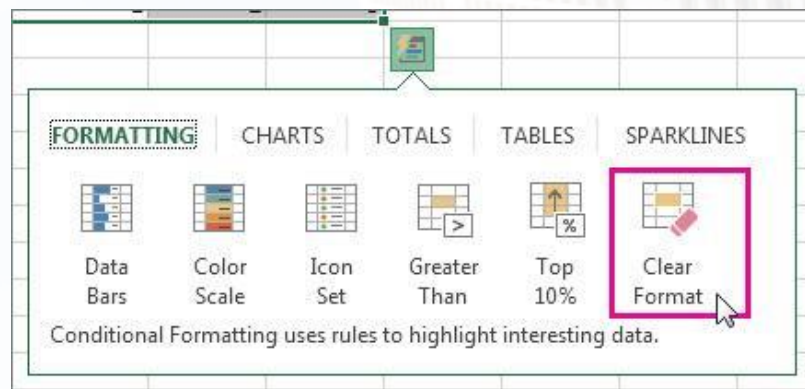 FORMATTING CHARTS TOTALS TABLES SPARKLINES
Data Color Icon Greater Top Clear
Bars Scale Set Than 10% Format
Conditional Formatting uses rules to highlight interesting data.